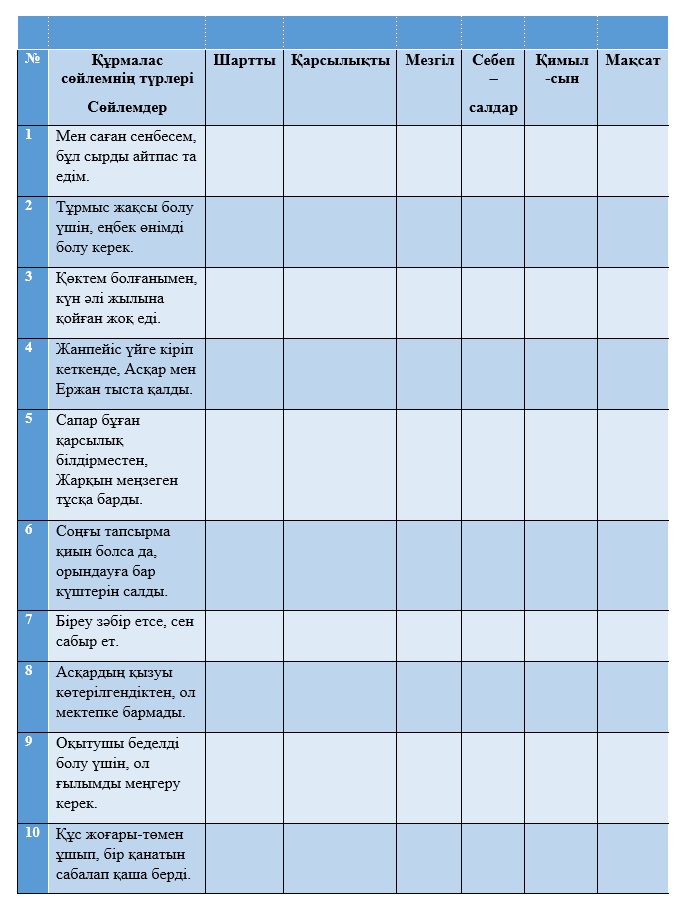 №
Құрмалас
сөйлемнің түрлері
Сөйлемдер
Шартты
Қарсылықты
Мезгіл
Себеп
–
салдар
Қимыл
-сын
Мақсат
1
Мен саған сенбесем,
бұл сырды айтпас та
едім.
2
Тұрмыс жақсы болу
үшін, еңбек өнімді
болу керек.
3
Көктем болғанымен,
күн әлі жылына
қойған жоқ еді.
4
Жанпейіс үйге кіріп
кеткенде, Асқар мен
Ержан тыста қалды.
5
Сапар бұған
қарсылық
білдірместен,
Жарқын меңзеген
тұсқа барды.
6
Соңғы тапсырма
қиын болса да,
орындауға бар
күштерін салды.
7
Біреу зәбір етсе, сен
сабыр ет.
8
Асқардың қызуы
көтерілгендіктен, ол
мектепке бармады.
9
Оқытушы беделді
болу үшін, ол
ғылымды меңгеру
керек.
10
Құс жоғары-төмен
ұшып, бір қанатын
сабалап қаша берді.